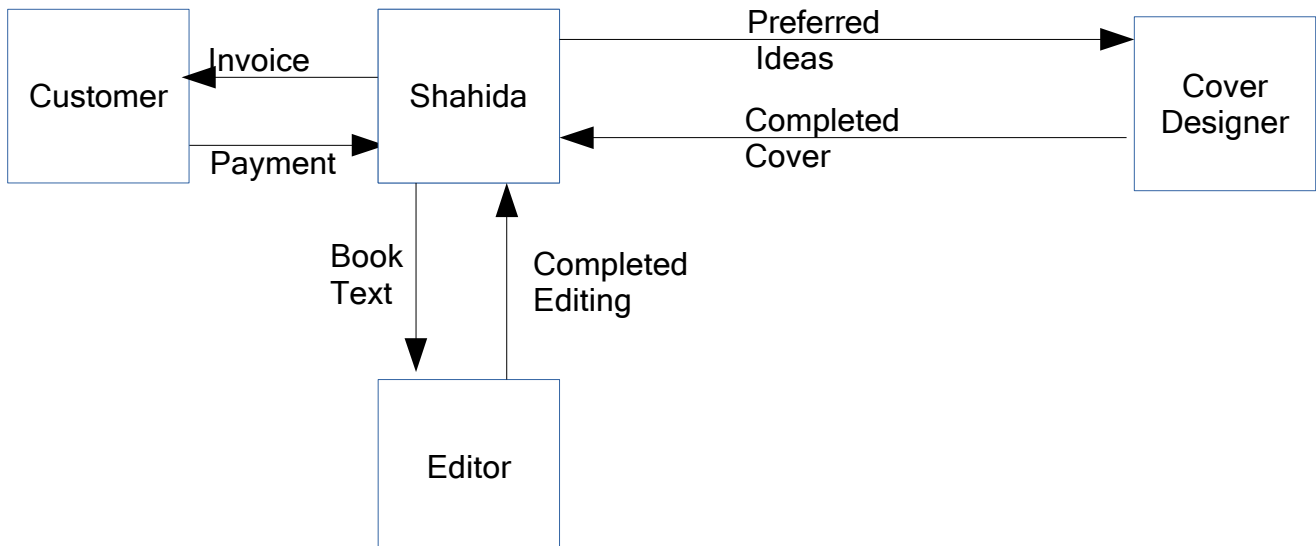 Preferred
Ideas
Invoice
Customer
Shahida
Cover
Designer
Completed
Cover
Payment
Book
Text
Completed
Editing
Editor